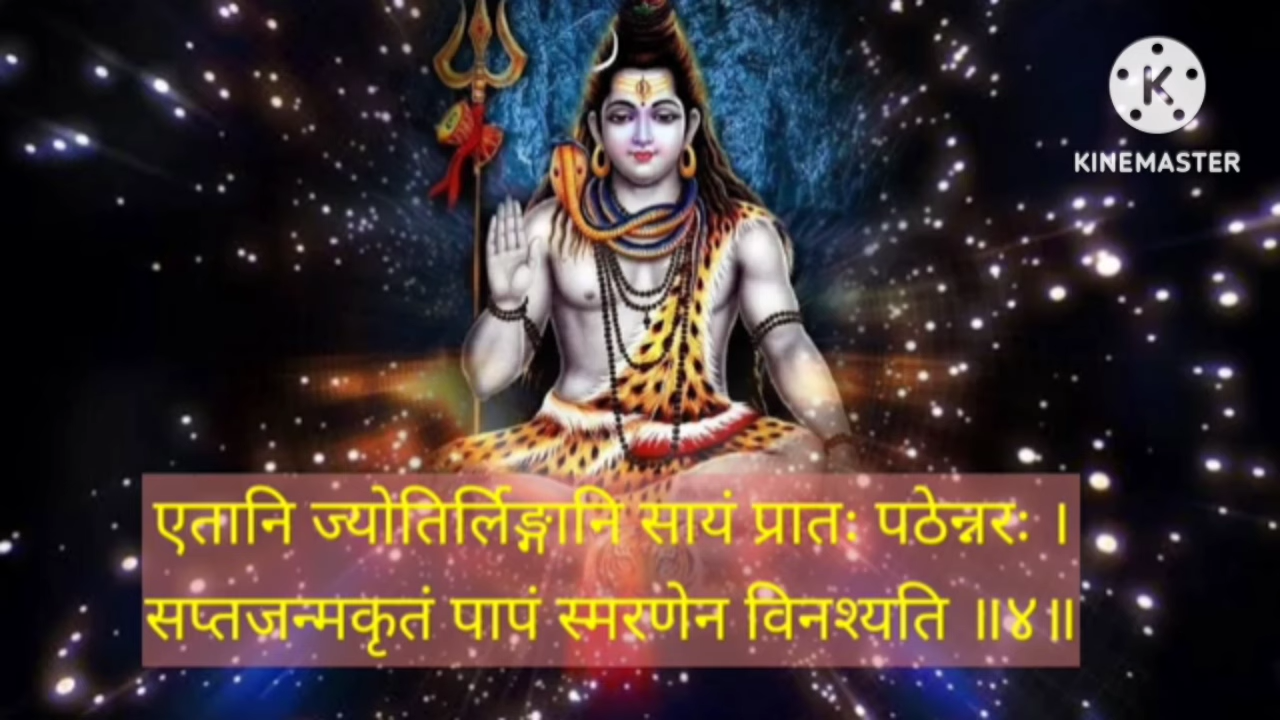 K
KINEMASTER
एतानि ज्योतिर्लिङ्गानि सायं प्रातः पठेन्नरः ।
सप्तजन्मकृतं पापं स्मरणेन विनश्यति ॥४॥